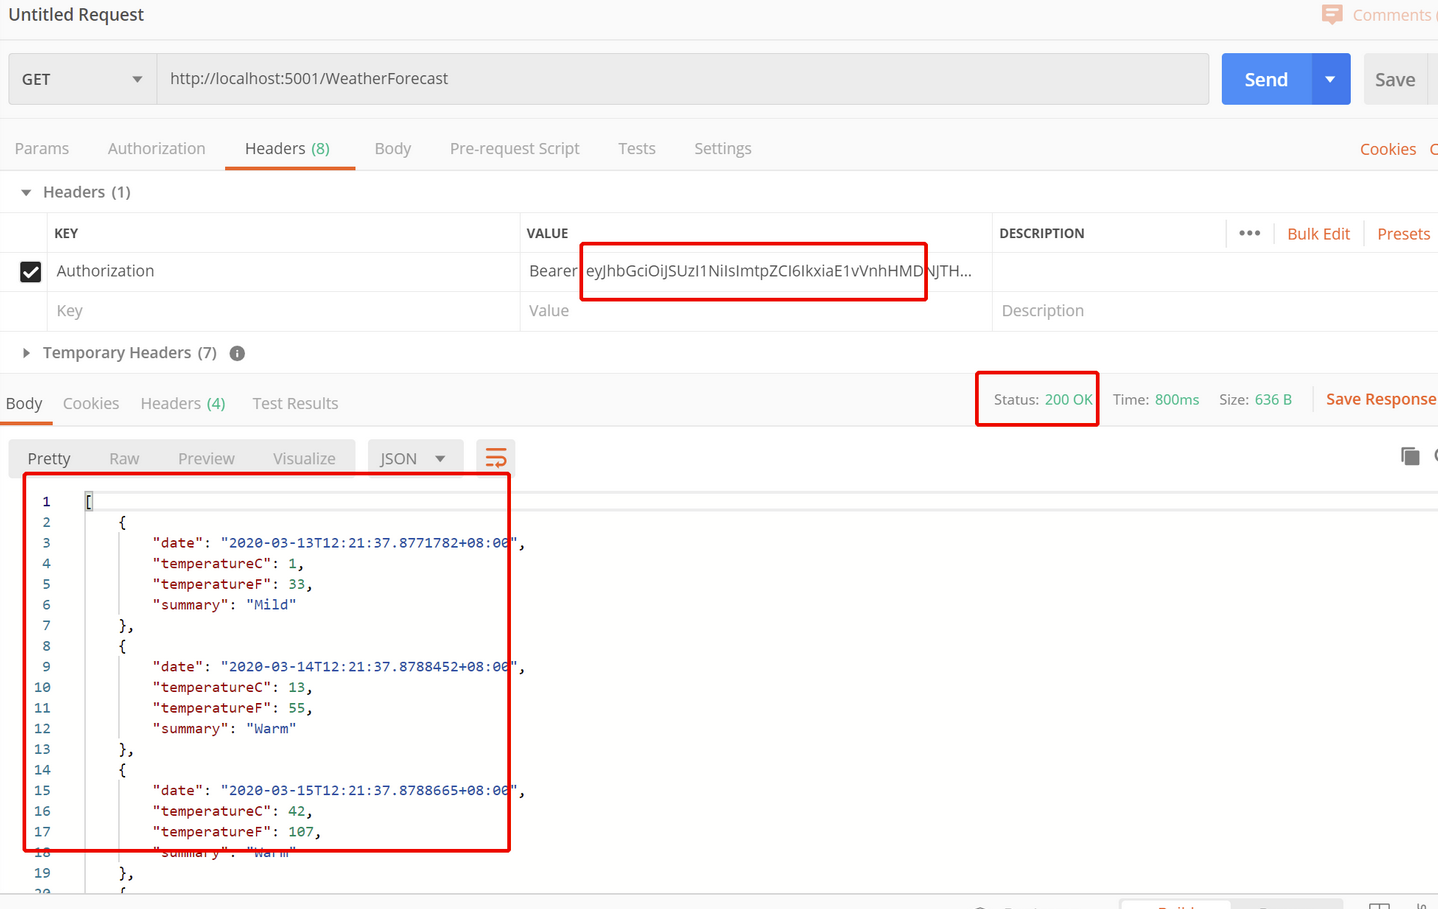 Untitled Request
Comments
GET
http://localhost:5001/WeatherForecast
Send
Save
Params
Authorization
Headers (8)
Body
Pre-request Script
Tests
Settings
Cookies
Headers (1)
KEY
VALUE
DESCRIPTION
•••
Bulk Edit
Presets
Authorization
Bearer eyJhbGciOiJSUzI1NiIsImtpZCI6IkxiaE1vVnhHMDNJTH...
Key
Value
Description
Temporary Headers (7)
Body
Cookies
Headers (4)
Test Results
Status: 200 OK
Time: 800ms
Size: 636 B
Save Response
Pretty
Raw
Preview
Visualize
JSON
1 [
2 {
3 "date": "2020-03-13T12:21:37.8771782+08:00",
4 "temperatureC": 1,
5 "temperatureF": 33,
6 "summary": "Mild"
7 },
8 {
9 "date": "2020-03-14T12:21:37.8788452+08:00",
10 "temperatureC": 13,
11 "temperatureF": 55,
12 "summary": "Warm"
13 },
14 {
15 "date": "2020-03-15T12:21:37.8788665+08:00",
16 "temperatureC": 42,
17 "temperatureF": 107,
18 "summary": "Warm"
19 },
20 {